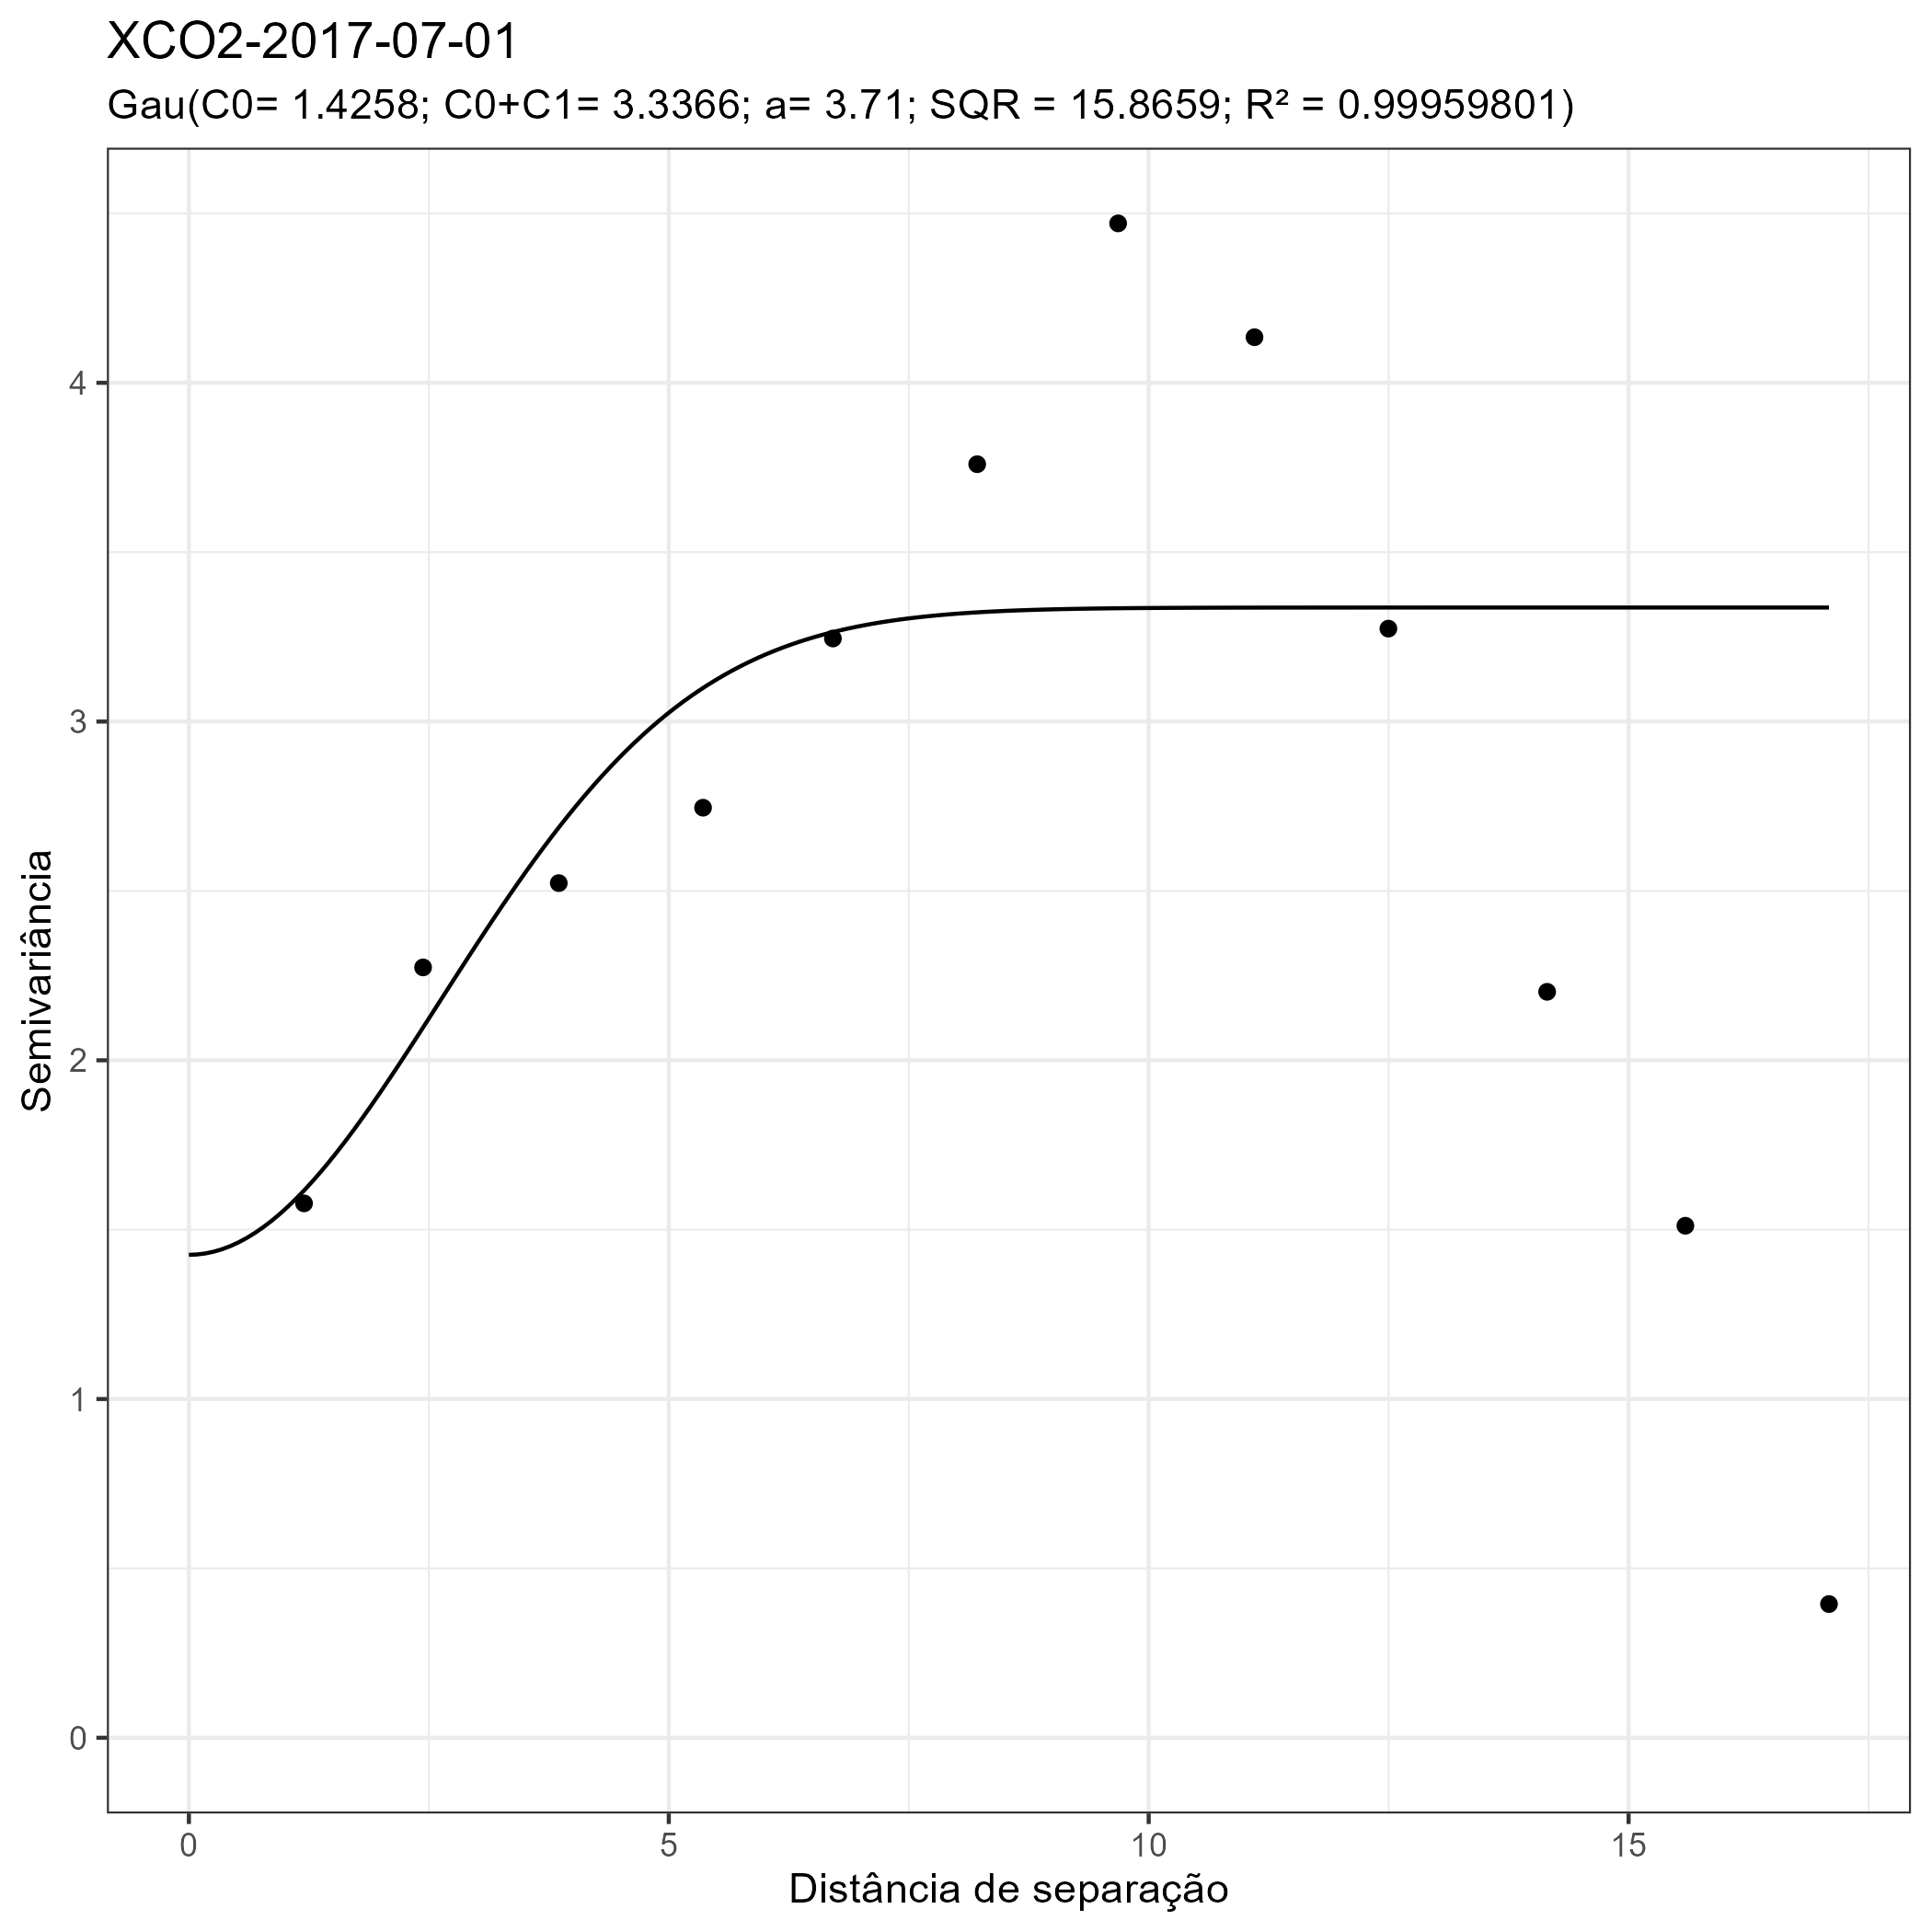 XCO2-2017-07-01
Gau(C0= 1.4258; C0+C1= 3.3366; a= 3.71; SQR = 15.8659; R² = 0.99959801)
Semivariância
4
3
2
1
0
0 5 10 15
Distância de separação